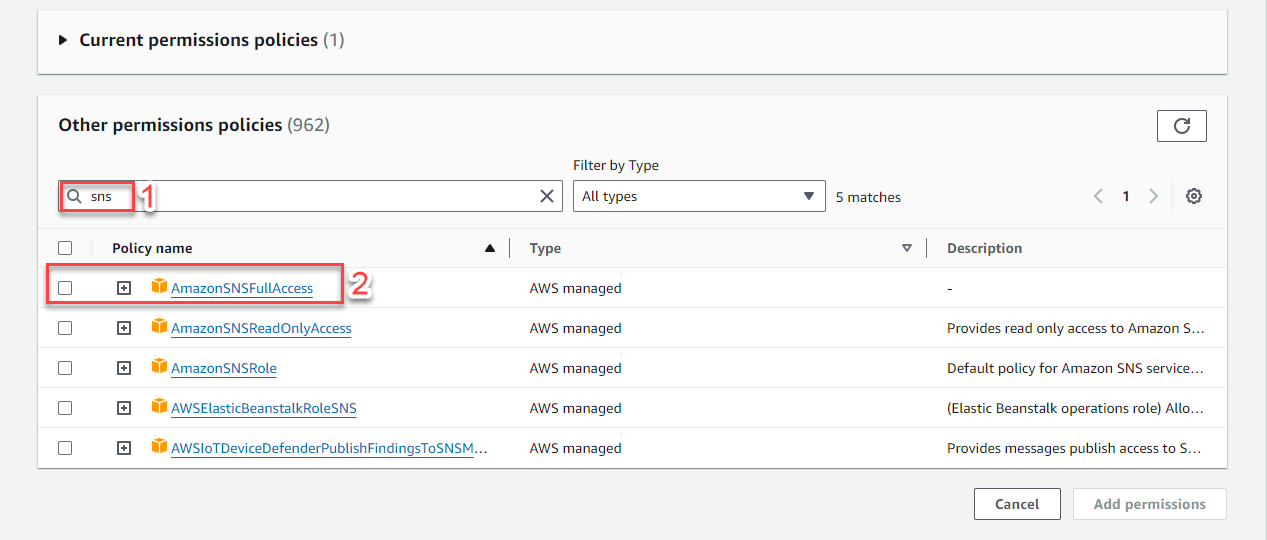 Current permissions policies (1)
Other permissions policies (962)
Filter by Type
sns 1 All types 5 matches 1
Policy name Type Description
AmazonSNSFullAccess 2 AWS managed -
AmazonSNSReadOnlyAccess AWS managed Provides read only access to Amazon S...
AmazonSNSRole AWS managed Default policy for Amazon SNS service...
AWSElasticBeanstalkRoleSNS AWS managed (Elastic Beanstalk operations role) Allo...
AWSIoTDeviceDefenderPublishFindingsToSNSM... AWS managed Provides messages publish access to S...
Cancel Add permissions